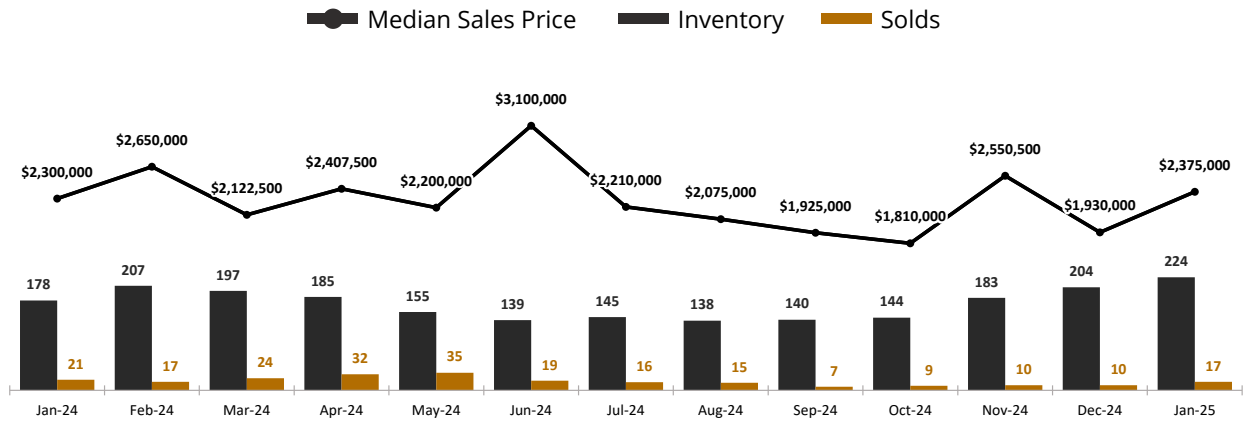 Median Sales Price Inventory Solds
$3,100,000
$2,650,000
$2,550,500
$2,300,000 $2,407,500 $2,375,000
$2,122,500 $2,200,000 $2,210,000 $2,075,000 $1,925,000 $1,810,000 $1,930,000
178 207 197 185 155 139 145 138 140 144 183 204 224
21 17 24 32 35 19 16 15 7 9 10 10 17
Jan-24 Feb-24 Mar-24 Apr-24 May-24 Jun-24 Jul-24 Aug-24 Sep-24 Oct-24 Nov-24 Dec-24 Jan-25